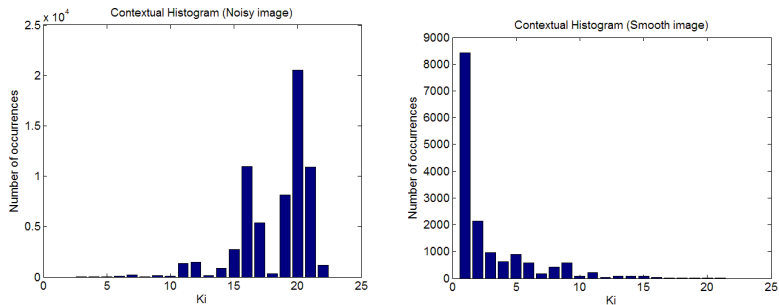 Contextual Histogram (Noisy image)
x 10^4
2.5
2
1.5
1
0.5
0
0 5 10 15 20 25
Number of occurrences
Ki
Contextual Histogram (Smooth image)
9000
8000
7000
6000
5000
4000
3000
2000
1000
0
0 5 10 15 20 25
Number of occurrences
Ki